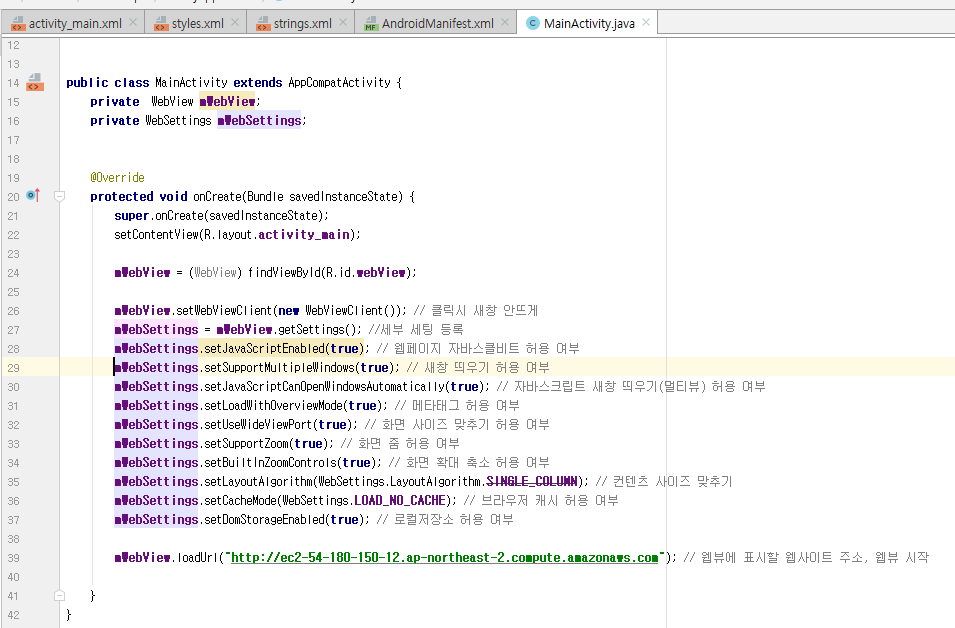 activity_main.xml styles.xml strings.xml AndroidManifest.xml MainActivity.java
12
13
14 public class MainActivity extends AppCompatActivity {
15 private  WebView mWebView;
16 private WebSettings mWebSettings;
17
18
19 @Override
20 protected void onCreate(Bundle savedInstanceState) {
21 super.onCreate(savedInstanceState);
22 setContentView(R.layout.activity_main);
23
24 mWebView = (WebView) findViewById(R.id.webView);
25
26 mWebView.setWebViewClient(new WebViewClient()); // 클릭시 새창 안뜨게
27 mWebSettings = mWebView.getSettings(); //세부 세팅 등록
28 mWebSettings.setJavaScriptEnabled(true); // 웹페이지 자바스클비트 허용 여부
29 mWebSettings.setSupportMultipleWindows(true); // 새창 띄우기 허용 여부
30 mWebSettings.setJavaScriptCanOpenWindowsAutomatically(true); // 자바스크립트 새창 띄우기(멀티뷰) 허용 여부
31 mWebSettings.setLoadWithOverviewMode(true); // 메타태그 허용 여부
32 mWebSettings.setUseWideViewPort(true); // 화면 사이즈 맞추기 허용 여부
33 mWebSettings.setSupportZoom(true); // 화면 줌 허용 여부
34 mWebSettings.setBuiltInZoomControls(true); // 화면 확대 축소 허용 여부
35 mWebSettings.setLayoutAlgorithm(WebSettings.LayoutAlgorithm.SINGLE_COLUMN); // 컨텐츠 사이즈 맞추기
36 mWebSettings.setCacheMode(WebSettings.LOAD_NO_CACHE); // 브라우저 캐시 허용 여부
37 mWebSettings.setDomStorageEnabled(true); // 로컬저장소 허용 여부
38
39 mWebView.loadUrl("http://ec2-54-180-150-12.ap-northeast-2.compute.amazonaws.com"); // 웹뷰에 표시할 웹사이트 주소, 웹뷰 시작
40
41 }
42 }